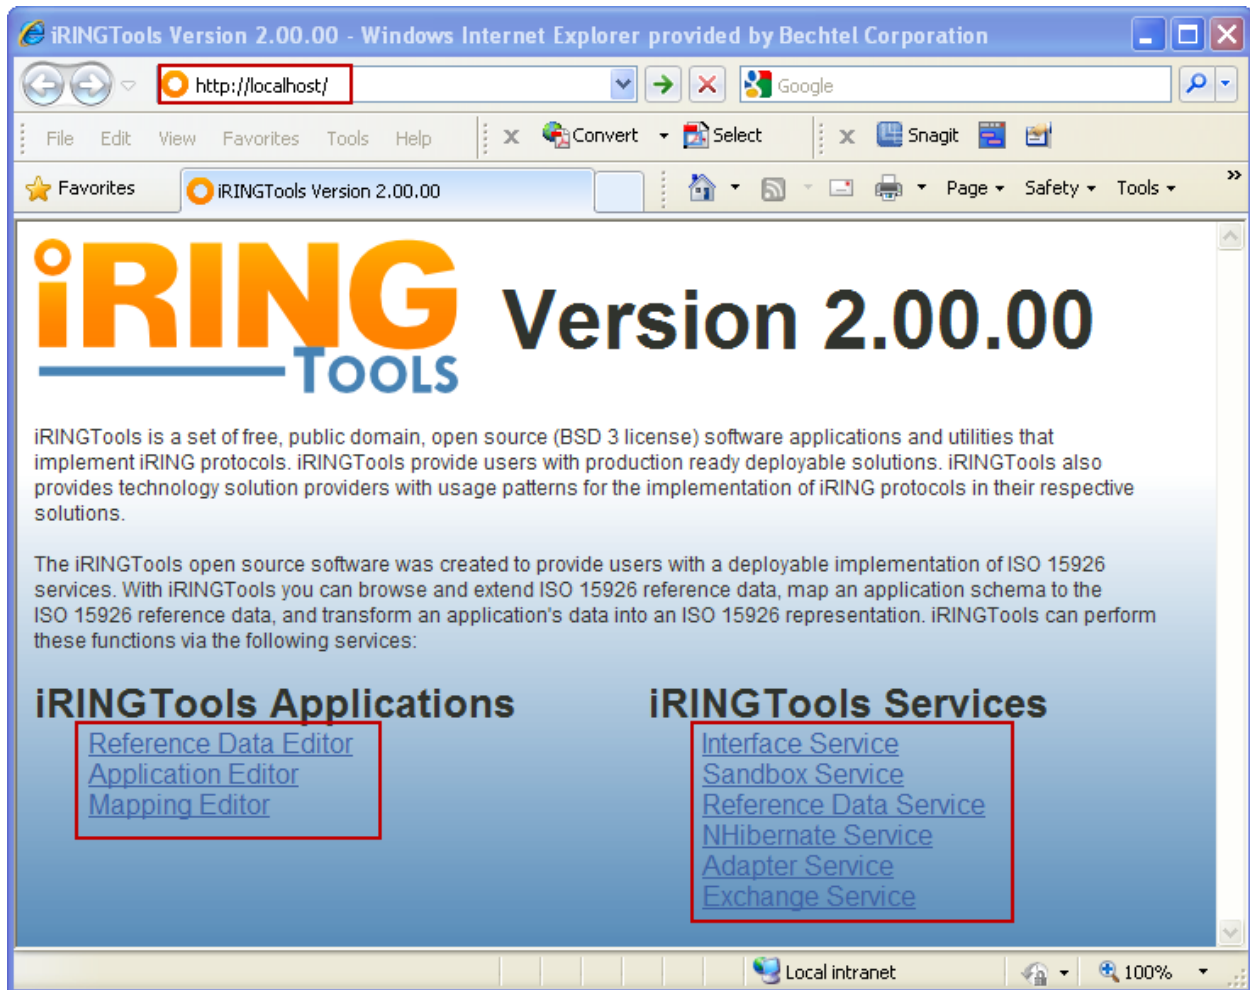 iRINGTools Version 2.00.00 - Windows Internet Explorer provided by Bechtel Corporation
http://localhost/
Google
File Edit View Favorites Tools Help
x Convert Select
x Snagit
Favorites
iRINGTools Version 2.00.00
Page Safety Tools »
iRING
TOOLS
Version 2.00.00
iRINGTools is a set of free, public domain, open source (BSD 3 license) software applications and utilities that
implement iRING protocols. iRINGTools provide users with production ready deployable solutions. iRINGTools also
provides technology solution providers with usage patterns for the implementation of iRING protocols in their respective
solutions.
The iRINGTools open source software was created to provide users with a deployable implementation of ISO 15926
services. With iRINGTools you can browse and extend ISO 15926 reference data, map an application schema to the
ISO 15926 reference data, and transform an application's data into an ISO 15926 representation. iRINGTools can perform
these functions via the following services:
iRINGTools Applications
Reference Data Editor
Application Editor
Mapping Editor
iRINGTools Services
Interface Service
Sandbox Service
Reference Data Service
NHibernate Service
Adapter Service
Exchange Service
Local intranet
100%